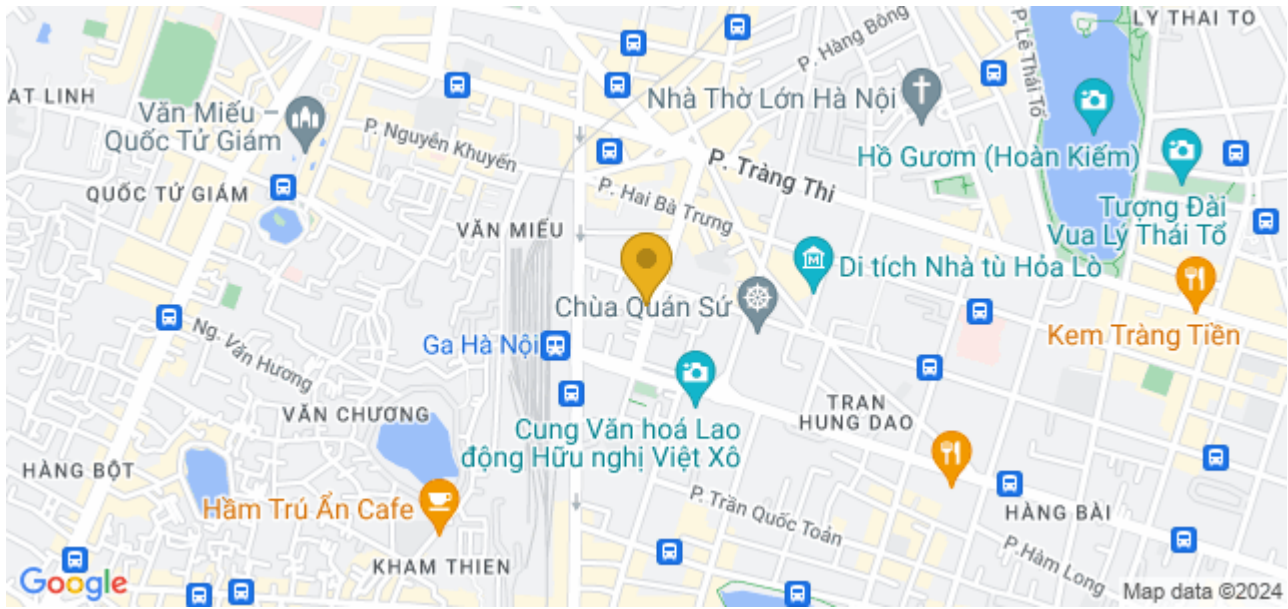 LY THAI TO
P. Hàng Bông
P. Lê Thái Tổ
AT LINH
Văn Miếu –
Quốc Tử Giám
Nhà Thờ Lớn Hà Nội
P. Nguyên Khuyến
Hồ Gươm (Hoàn Kiếm)
P. Tràng Thi
QUỐC TỬ GIÁM
P. Hai Bà Trưng
Tượng Đài
Vua Lý Thái Tổ
VĂN MIẾU
Di tích Nhà tù Hỏa Lò
Chùa Quán Sứ
Ng. Văn Hương
Ga Hà Nội
Kem Tràng Tiền
VĂN CHƯƠNG
TRAN
HUNG DAO
Cung Văn hoá Lao
động Hữu nghị Việt Xô
HÀNG BỘT
Hầm Trú Ẩn Cafe
P. Trần Quốc Toản
HÀNG BÀI
KHAM THIEN
P. Hàm Long
Google
Map data ©2024